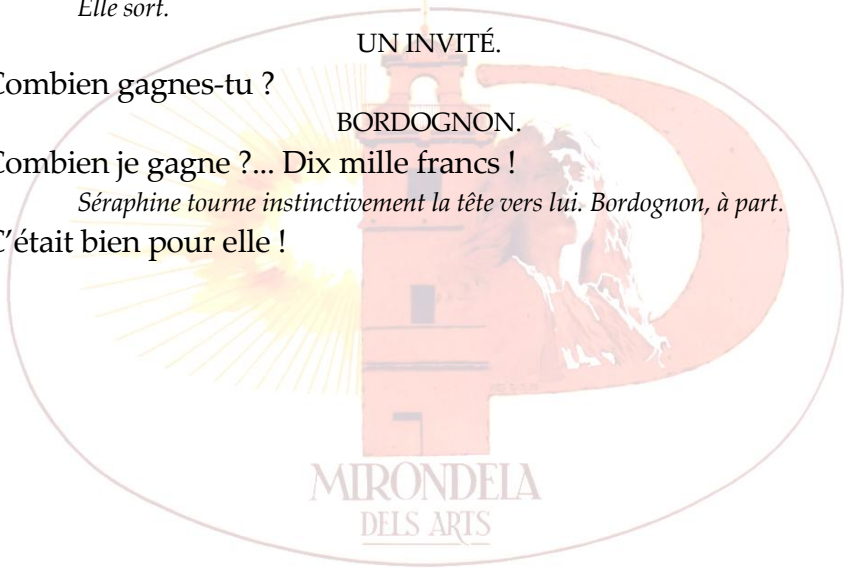 Elle sort.
UN INVITÉ.
Combien gagnes-tu ?
BORDOGNON.
Combien je gagne ?... Dix mille francs !
Séraphine tourne instinctivement la tête vers lui. Bordognon, à part.
C'était bien pour elle !
MIRONDELA
DELS ARTS